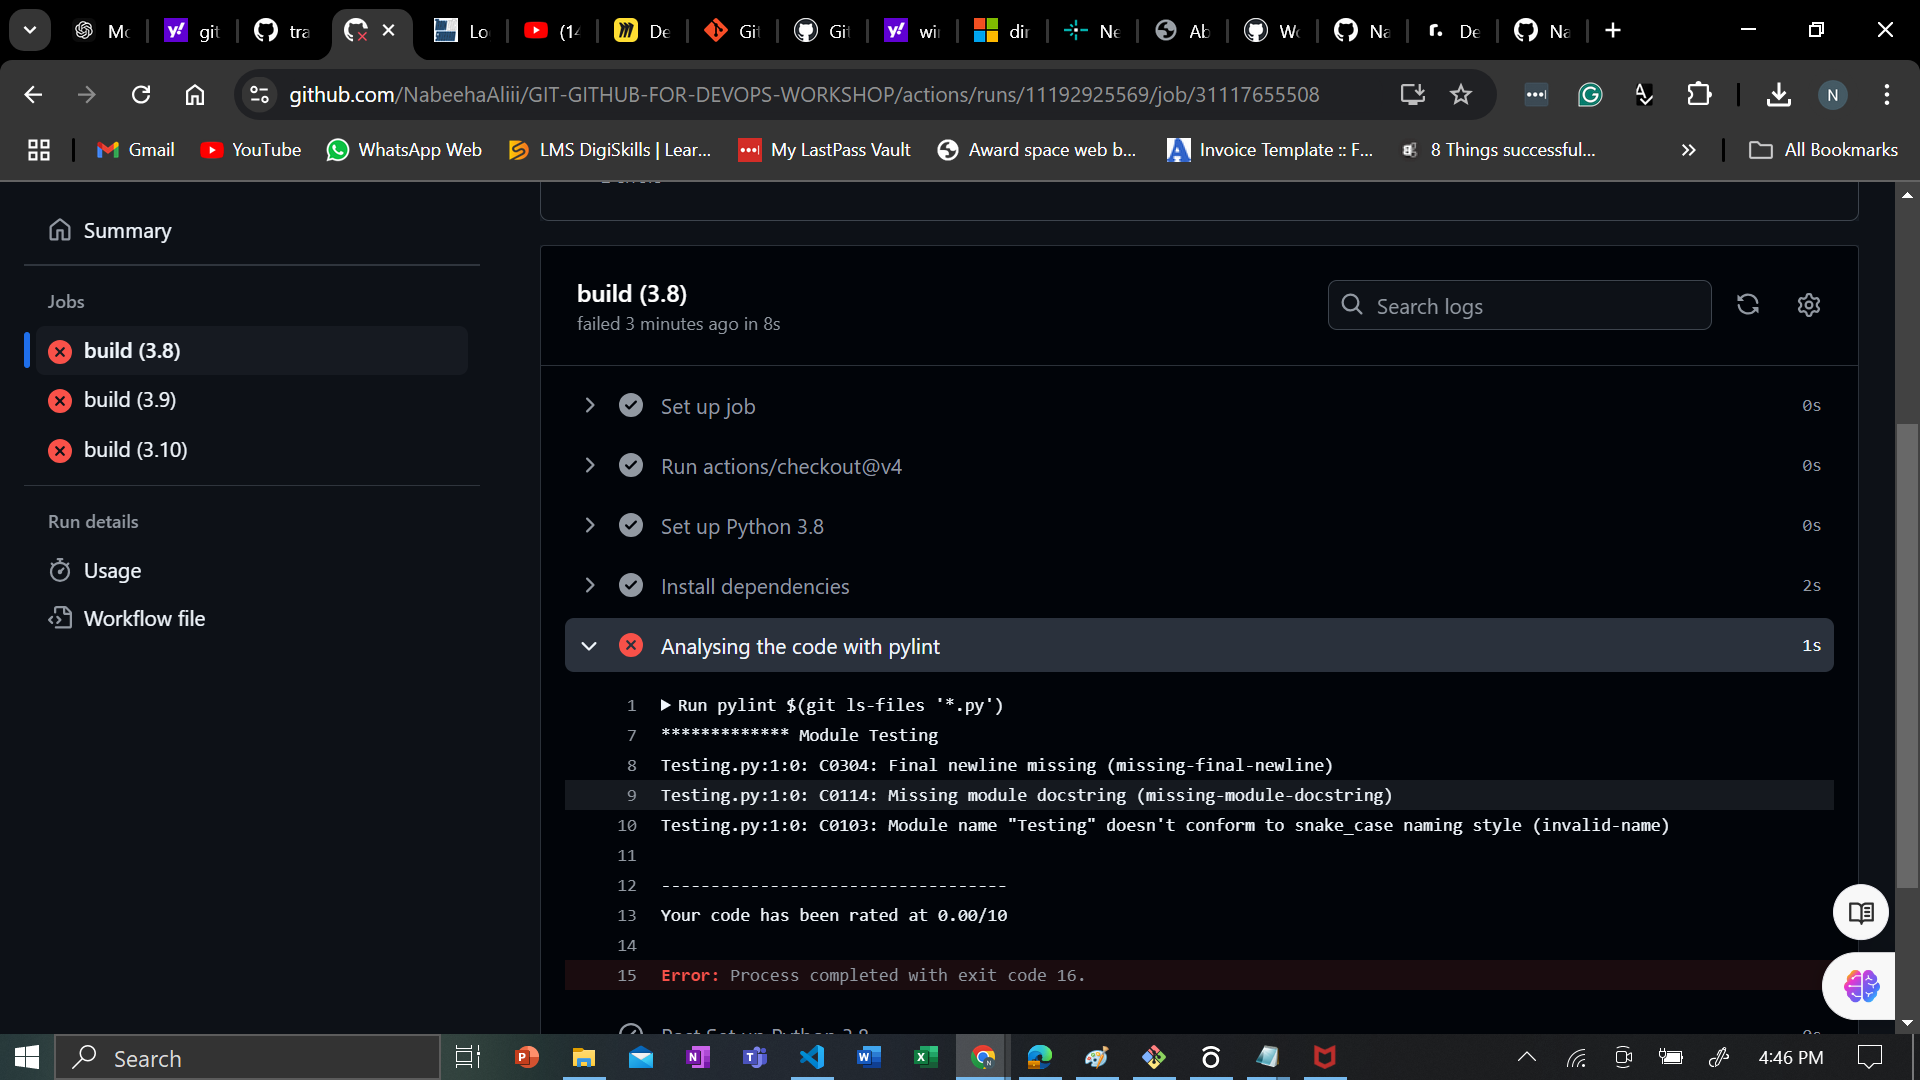 Mc
git
tra
Lo
(14
De
Git
Git
wii
dir
Ne
Ab
Wc
Na
De
Na
github.com/NabeehaAliii/GIT-GITHUB-FOR-DEVOPS-WORKSHOP/actions/runs/11192925569/job/31117655508
N
Gmail
YouTube
WhatsApp Web
LMS DigiSkills | Lear...
My LastPass Vault
Award space web b...
Invoice Template :: F...
8 Things successful...
All Bookmarks
Summary
Jobs
build (3.8)
build (3.9)
build (3.10)
Run details
Usage
Workflow file
build (3.8)
failed 3 minutes ago in 8s
Search logs
Set up job 0s
Run actions/checkout@v4 0s
Set up Python 3.8 0s
Install dependencies 2s
Analysing the code with pylint 1s
1 Run pylint $(git ls-files '*.py')
7 ************* Module Testing
8 Testing.py:1:0: C0304: Final newline missing (missing-final-newline)
9 Testing.py:1:0: C0114: Missing module docstring (missing-module-docstring)
10 Testing.py:1:0: C0103: Module name "Testing" doesn't conform to snake_case naming style (invalid-name)
11
12 -----------------------------------
13 Your code has been rated at 0.00/10
14
15 Error: Process completed with exit code 16.
Post Set up Python 3.8 0s
Search
4:46 PM